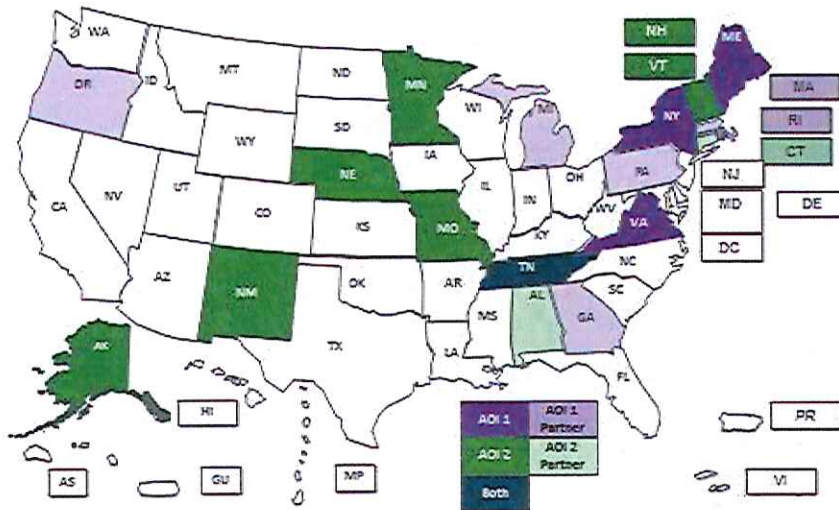 WA
MT
ND
MN
NH
ME
VT
OR
ID
SD
WI
MI
NY
MA
RI
CT
WY
IA
PA
NJ
NE
IL
IN
OH
NV
UT
CO
KS
MO
WV
VA
MD
DE
CA
KY
DC
AZ
NM
OK
AR
TN
NC
SC
MS
AL
GA
TX
LA
FL
AK
HI
AOI 1
AOI 1
Partner
AOI 2
AOI 2
Partner
Both
PR
AS
GU
MP
VI